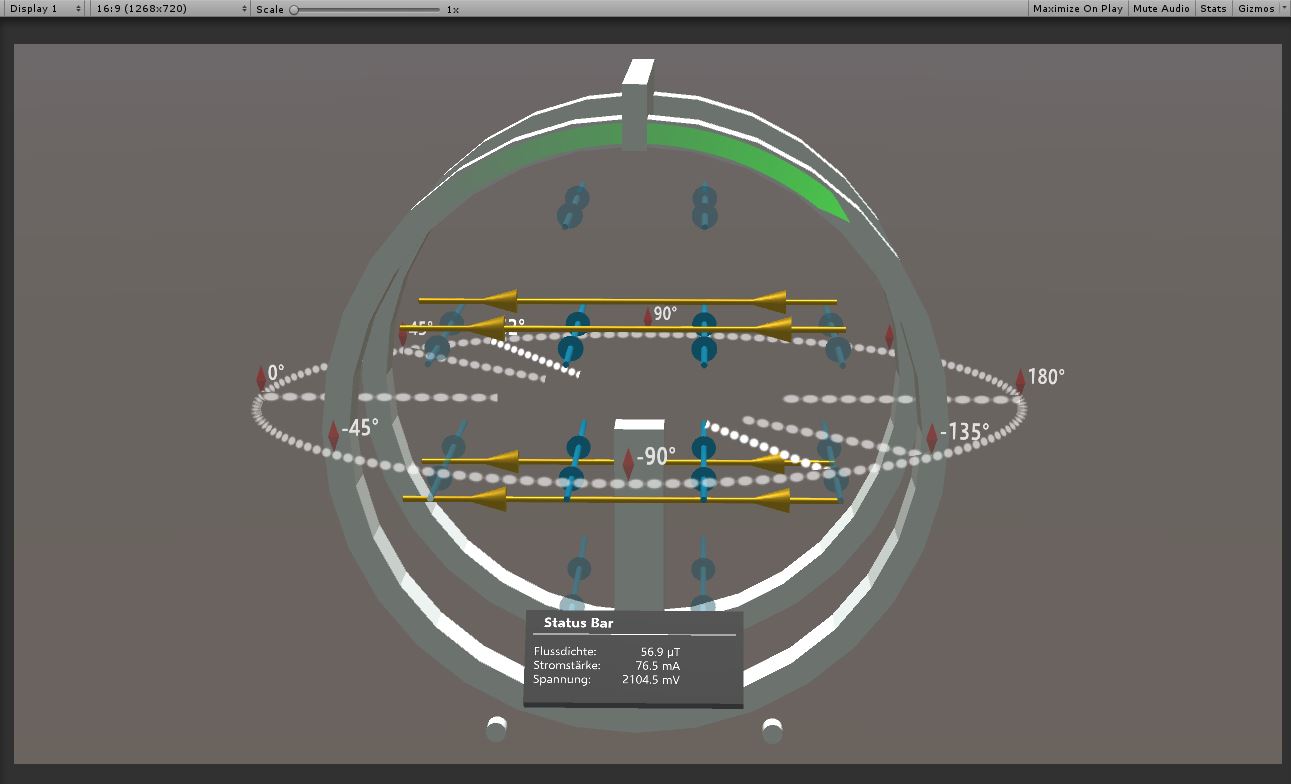 Display 1 16:9 (1268x720) Scale 1x Maximize On Play Mute Audio Stats Gizmos
90°
45°
0°
180°
-45°
-135°
-90°
Status Bar
Flussdichte: 56.9 µT
Stromstärke: 76.5 mA
Spannung: 2104.5 mV